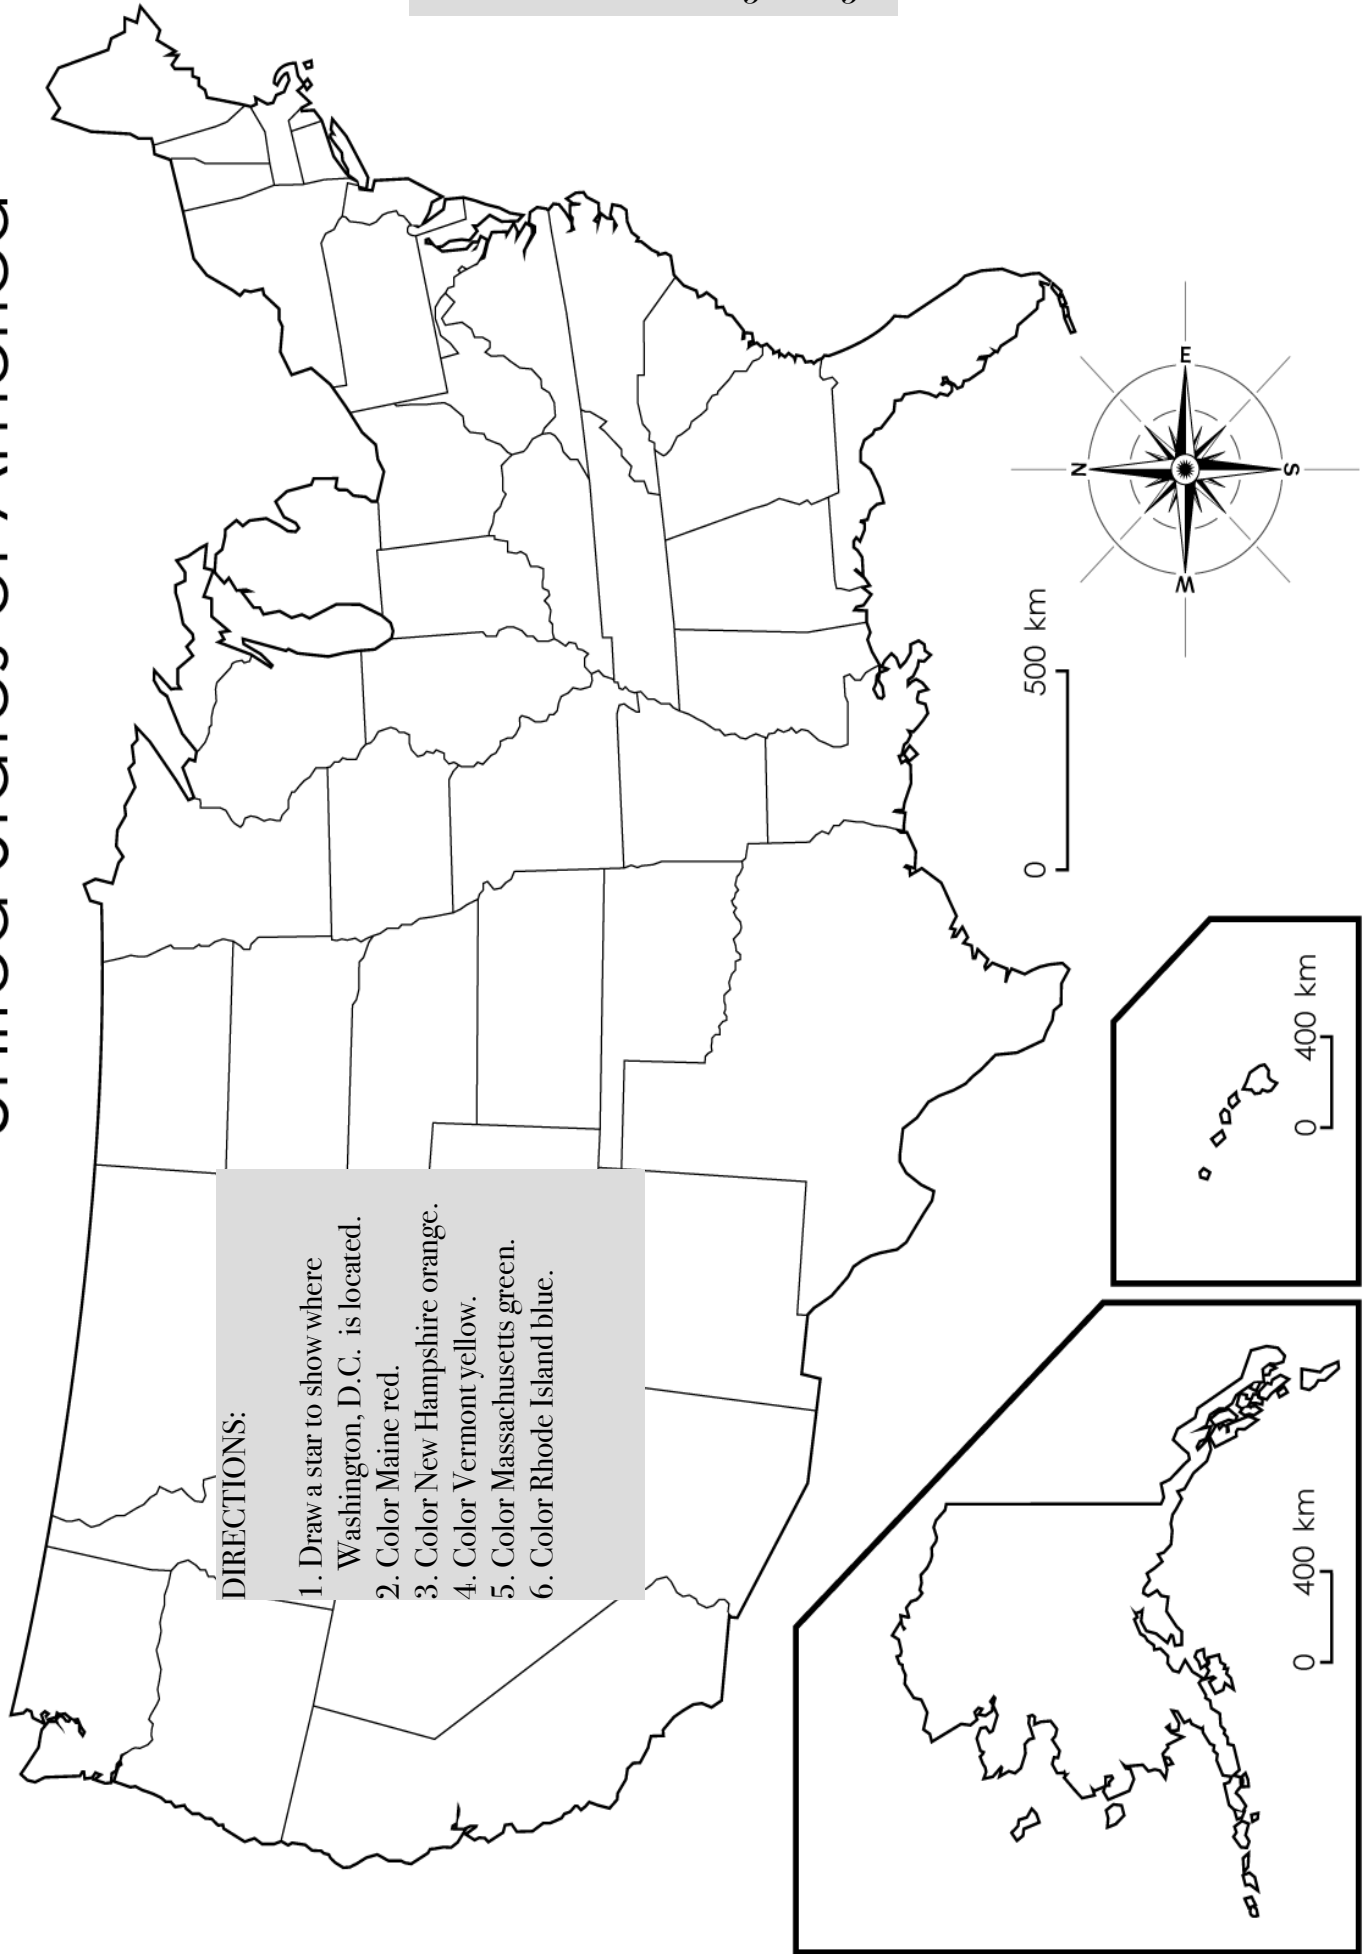 United States of America
DIRECTIONS:
1. Draw a star to show where
Washington, D.C. is located.
2. Color Maine red.
3. Color New Hampshire orange.
4. Color Vermont yellow.
5. Color Massachusetts green.
6. Color Rhode Island blue.
N
E
S
W
0 500 km
0 400 km
0 400 km